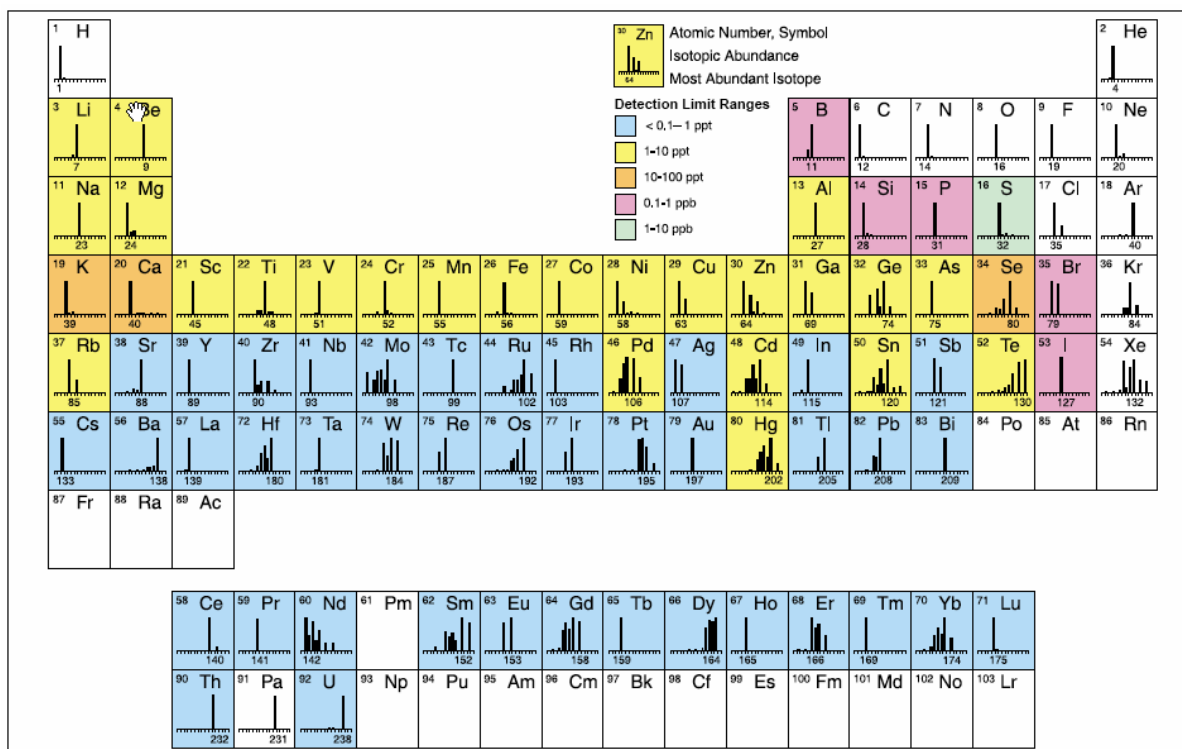 1 H 2 He
1 4
30 Zn Atomic Number, Symbol
Isotopic Abundance
64 Most Abundant Isotope
Detection Limit Ranges
< 0.1– 1 ppt
1-10 ppt
10-100 ppt
0.1-1 ppb
1-10 ppb
3 Li 4 Be 5 B 6 C 7 N 8 O 9 F 10 Ne
7 9 11 12 14 16 19 20
11 Na 12 Mg 13 Al 14 Si 15 P 16 S 17 Cl 18 Ar
23 24 27 28 31 32 35 40
19 K 20 Ca 21 Sc 22 Ti 23 V 24 Cr 25 Mn 26 Fe 27 Co 28 Ni 29 Cu 30 Zn 31 Ga 32 Ge 33 As 34 Se 35 Br 36 Kr
39 40 45 48 51 52 55 56 59 58 63 64 69 74 75 80 79 84
37 Rb 38 Sr 39 Y 40 Zr 41 Nb 42 Mo 43 Tc 44 Ru 45 Rh 46 Pd 47 Ag 48 Cd 49 In 50 Sn 51 Sb 52 Te 53 I 54 Xe
85 88 89 90 93 98 99 102 103 106 107 114 115 120 121 130 127 132
55 Cs 56 Ba 57 La 72 Hf 73 Ta 74 W 75 Re 76 Os 77 Ir 78 Pt 79 Au 80 Hg 81 Tl 82 Pb 83 Bi 84 Po 85 At 86 Rn
133 138 139 180 181 184 187 192 193 195 197 202 205 208 209
87 Fr 88 Ra 89 Ac
58 Ce 59 Pr 60 Nd 61 Pm 62 Sm 63 Eu 64 Gd 65 Tb 66 Dy 67 Ho 68 Er 69 Tm 70 Yb 71 Lu
140 141 142 152 153 158 159 164 165 166 169 174 175
90 Th 91 Pa 92 U 93 Np 94 Pu 95 Am 96 Cm 97 Bk 98 Cf 99 Es 100 Fm 101 Md 102 No 103 Lr
232 231 238